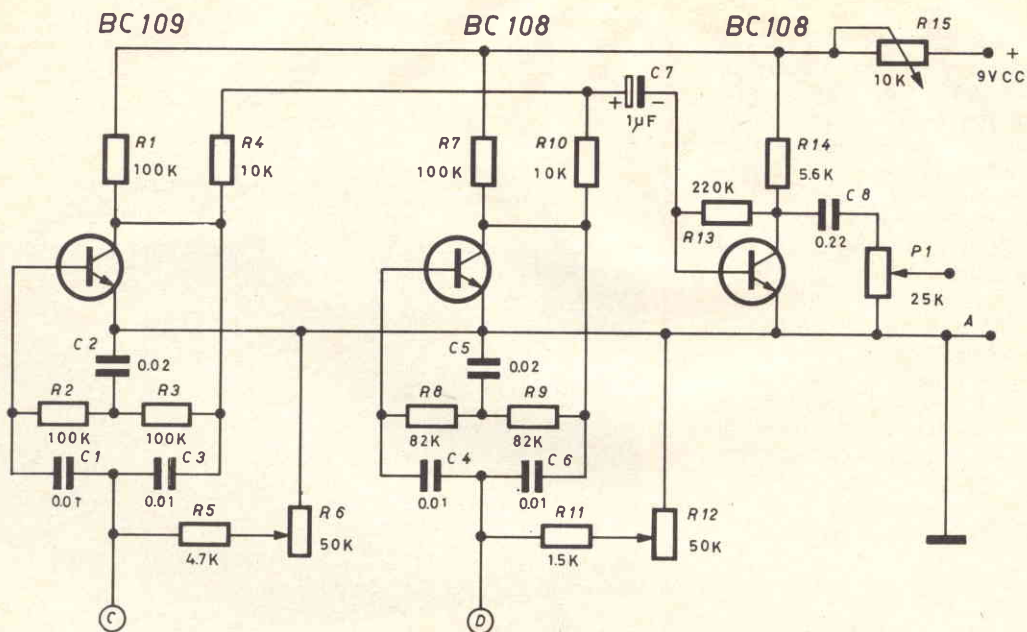 BC 109
BC 108
BC 108
R15
10K
+
9V CC
C7
+ -
1µF
R1
100K
R4
10K
R7
100K
R10
10K
R14
5.6K
220K
R13
C8
0.22
P1
25K
A
C2
0.02
C5
0.02
R2
100K
R3
100K
R8
82K
R9
82K
C1
0.01
C3
0.01
C4
0.01
C6
0.01
R5
4.7K
R6
50K
R11
1.5K
R12
50K
C
D